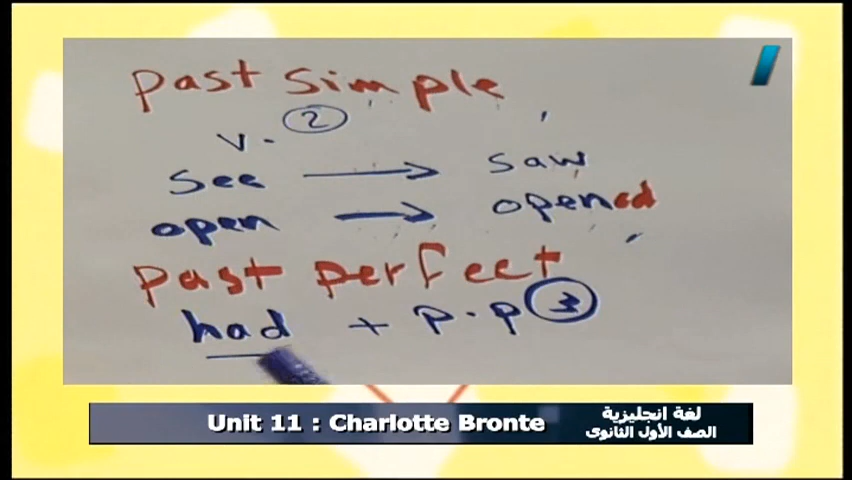 past simple
v. 2
see → saw
open → opened
past perfect
had + p.p 3
Unit 11 : Charlotte Bronte
لغة انجليزية
الصف الأول الثانوى